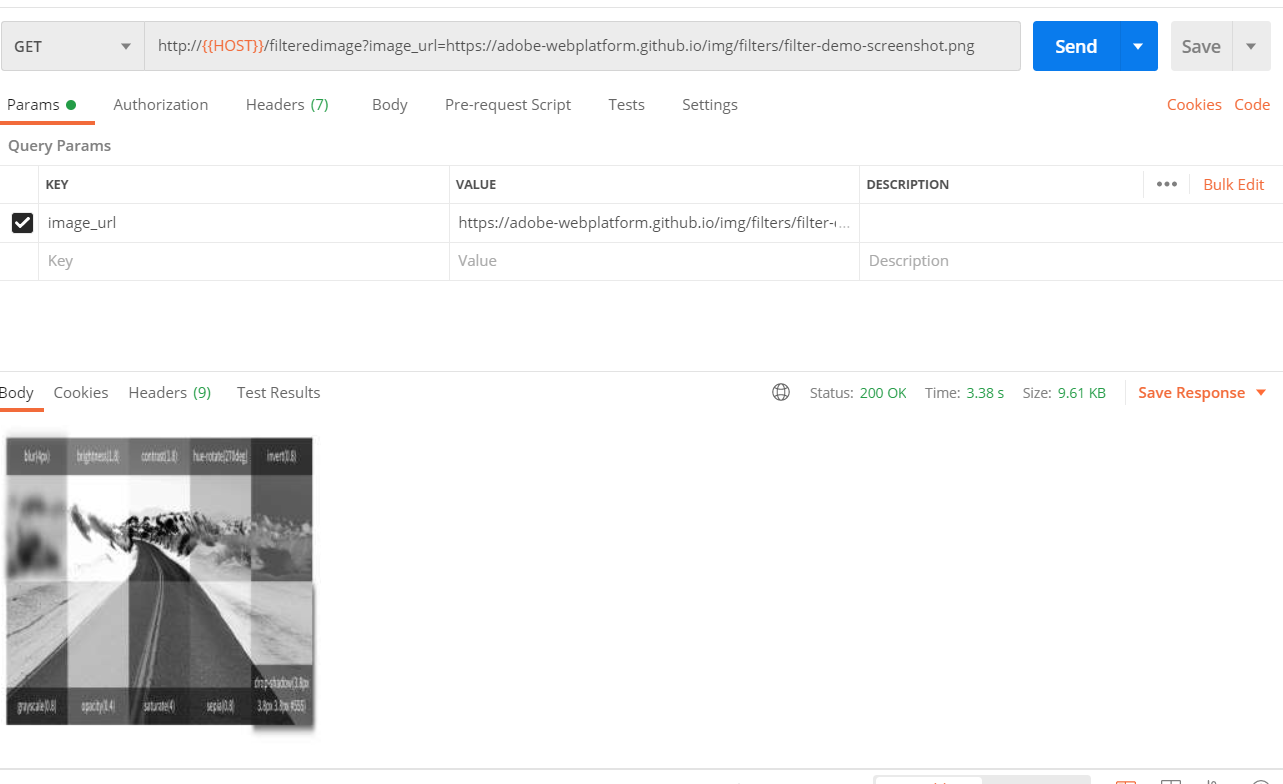 GET http://{{HOST}}/filteredimage?image_url=https://adobe-webplatform.github.io/img/filters/filter-demo-screenshot.png Send Save
Params Authorization Headers (7) Body Pre-request Script Tests Settings Cookies Code
Query Params
KEY VALUE DESCRIPTION ••• Bulk Edit
image_url https://adobe-webplatform.github.io/img/filters/filter-...
Key Value Description
Body Cookies Headers (9) Test Results Status: 200 OK Time: 3.38 s Size: 9.61 KB Save Response
blur(4px) brightness(1.8) contrast(1.8) hue-rotate(270deg) invert(0.8)
drop-shadow(3.8px
grayscale(0.8) opacity(0.4) saturate(4) sepia(0.8) 3.8px 3.8px #555)